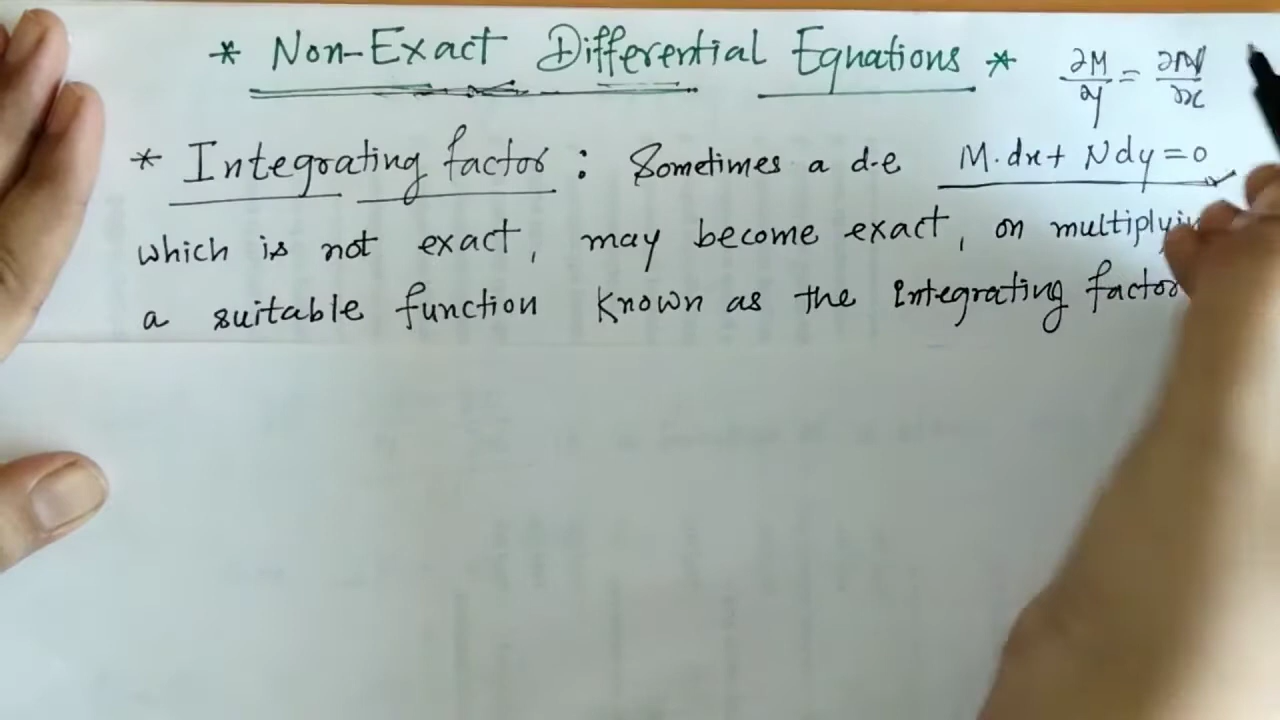 * Non-Exact Differential Equations * ∂M/∂y = ∂N/∂x
* Integrating factor : Sometimes a d-e M·dx + Ndy = 0
which is not exact, may become exact, on
a suitable function known as the Integrating factor